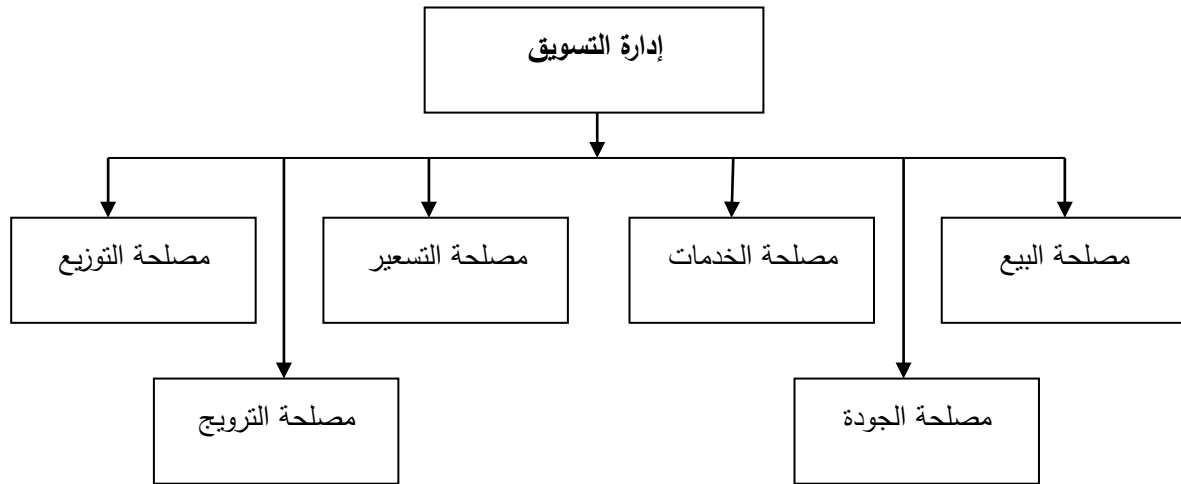 إدارة التسويق
مصلحة البيع
مصلحة الخدمات
مصلحة التسعير
مصلحة التوزيع
مصلحة الجودة
مصلحة الترويج